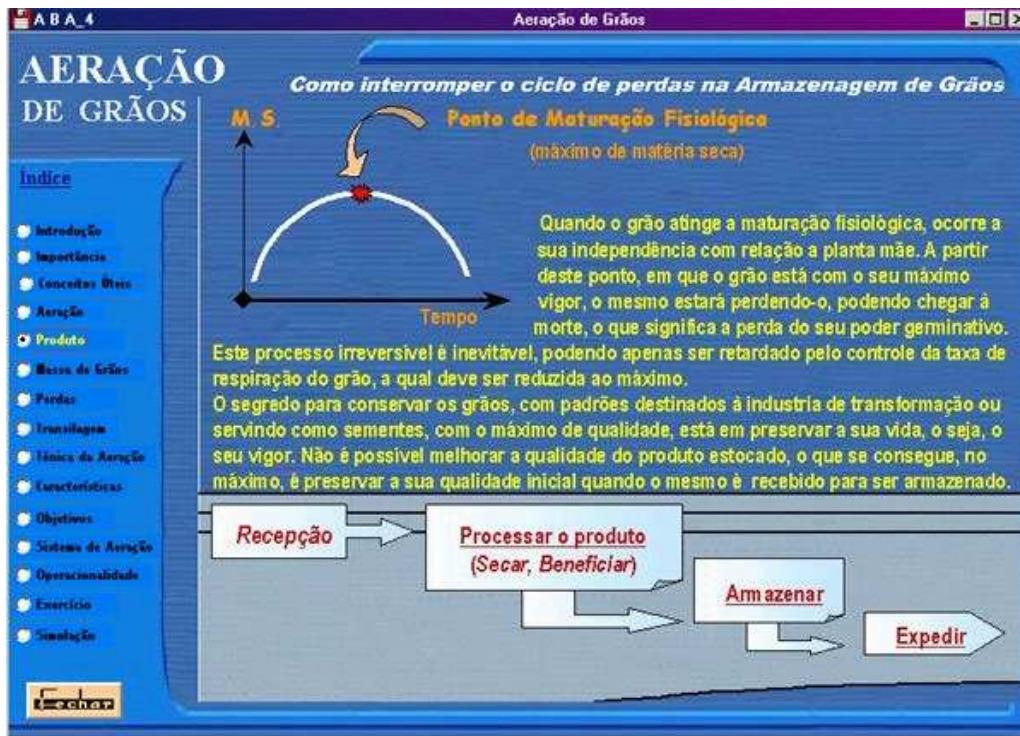 A B A_4
Aeração de Grãos
AERAÇÃO
DE GRÃOS
Como interromper o ciclo de perdas na Armazenagem de Grãos
M. S.
Ponto de Maturação Fisiológica
(máximo de matéria seca)
Tempo
Índice
Introdução
Importância
Conceitos Úteis
Aeração
Produto
Massa de Grãos
Perdas
Transilagem
Ténica da Aeração
Características
Objetivos
Sistema de Aeração
Operacionalidade
Exercício
Simulação
Fechar
Quando o grão atinge a maturação fisiológica, ocorre a
sua independência com relação a planta mãe. A partir
deste ponto, em que o grão está com o seu máximo
vigor, o mesmo estará perdendo-o, podendo chegar à
morte, o que significa a perda do seu poder germinativo.
Este processo irreversível é inevitável, podendo apenas ser retardado pelo controle da taxa de
respiração do grão, a qual deve ser reduzida ao máximo.
O segredo para conservar os grãos, com padrões destinados à industria de transformação ou
servindo como sementes, com o máximo de qualidade, está em preservar a sua vida, o seja, o
seu vigor. Não é possível melhorar a qualidade do produto estocado, o que se consegue, no
máximo, é preservar a sua qualidade inicial quando o mesmo è recebido para ser armazenado.
Recepção
Processar o produto
(Secar, Beneficiar)
Armazenar
Expedir